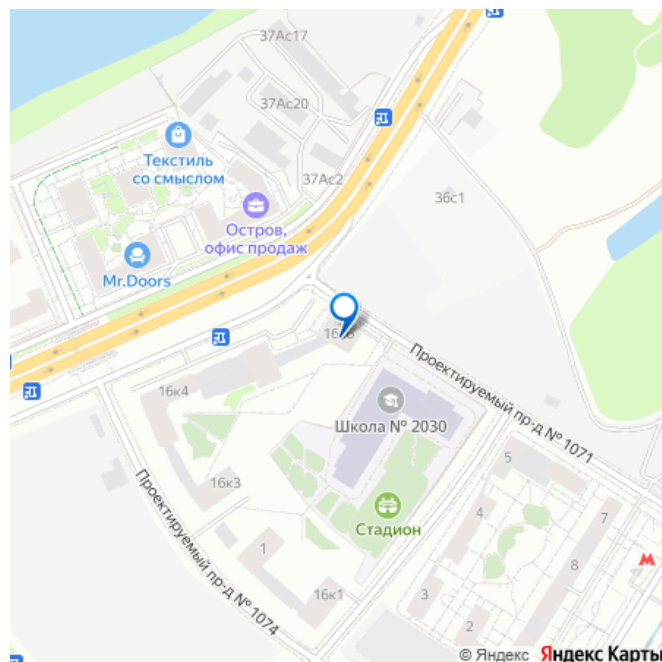 37Ас17
37Ас20
37Ас2
Текстиль
со смыслом
36с1
Остров,
офис продаж
Mr.Doors
16к4
Проектируемый пр-д № 1071
Школа № 2030
16к3
5
4
7
Стадион
8
1
Проектируемый пр-д № 1074
16к1
3
2
© Яндекс Яндекс Карты